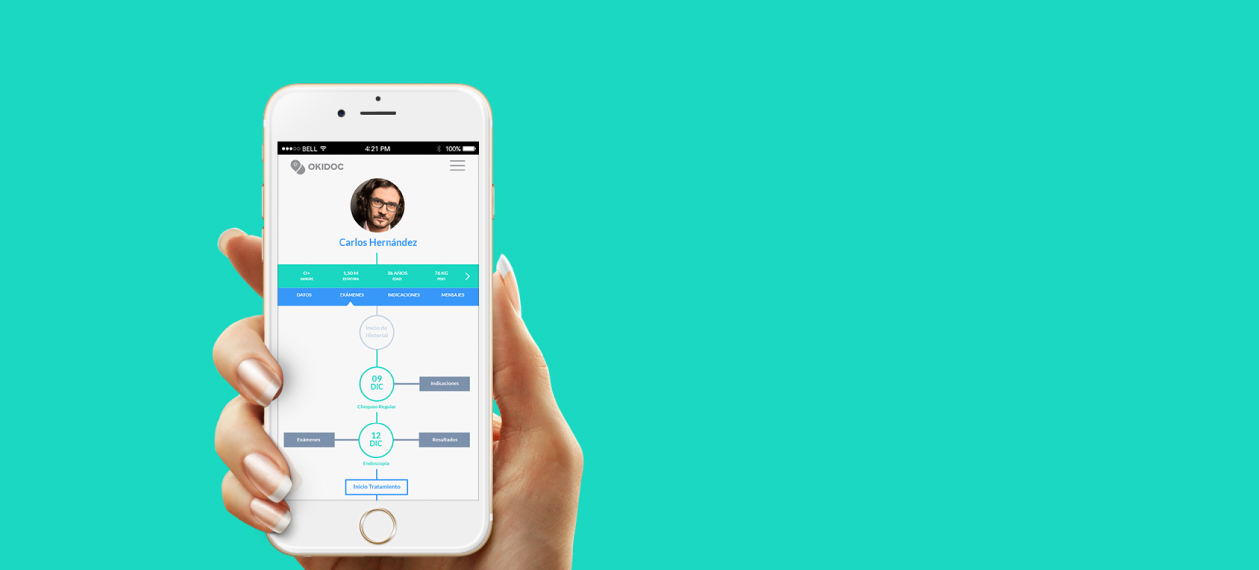 BELL
4:21 PM
100%
OKIDOC
Carlos Hernández
O+
1,50 M
36 AÑOS
76 KG
SANGRE
ESTATURA
EDAD
PESO
DATOS
EXÁMENES
INDICACIONES
MENSAJES
Inicio de
Historial
09
DIC
Indicaciones
Chequeo Regular
Exámenes
12
DIC
Resultados
Endoscopía
Inicio Tratamiento